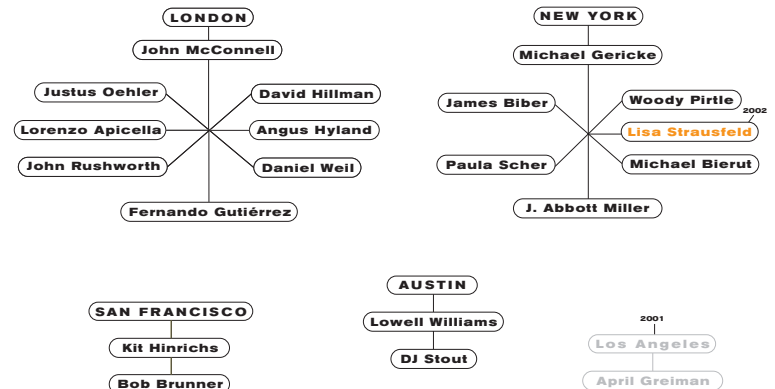 LONDON
John McConnell
Justus Oehler
David Hillman
Lorenzo Apicella
Angus Hyland
John Rushworth
Daniel Weil
Fernando Gutiérrez
NEW YORK
Michael Gericke
James Biber
Woody Pirtle
2002
Lisa Strausfeld
Paula Scher
Michael Bierut
J. Abbott Miller
SAN FRANCISCO
Kit Hinrichs
Bob Brunner
AUSTIN
Lowell Williams
DJ Stout
2001
Los Angeles
April Greiman